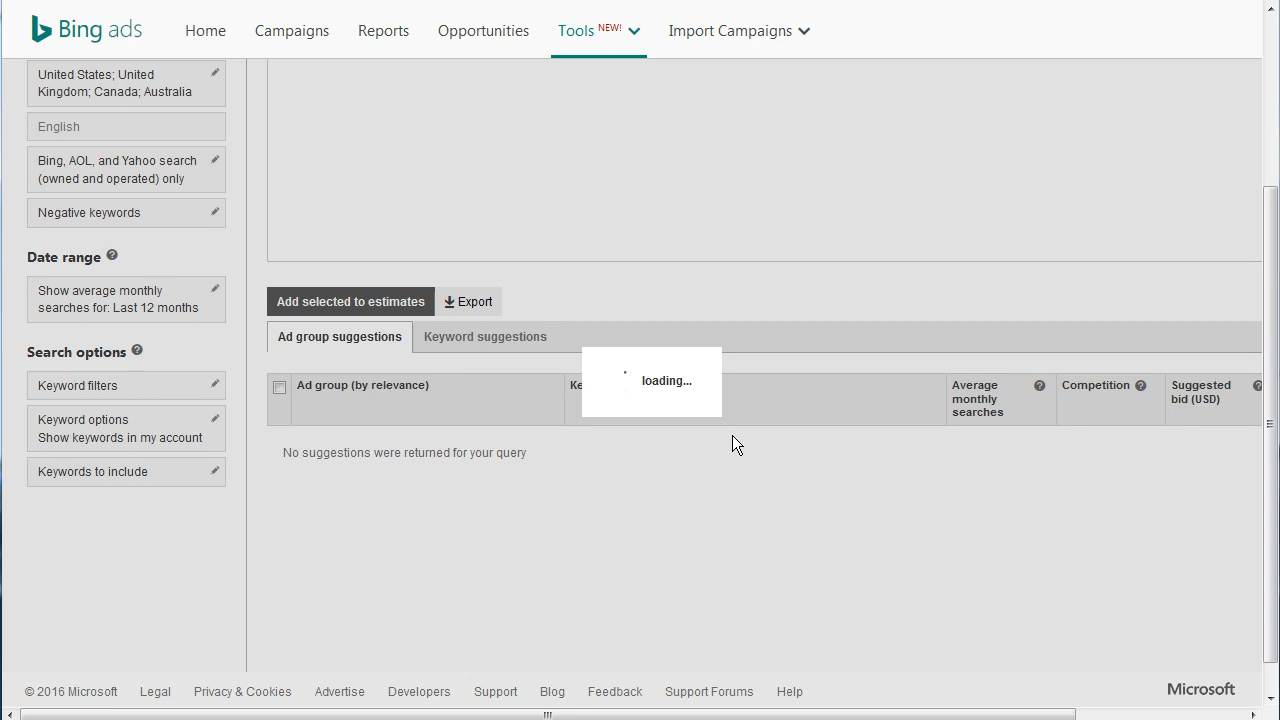 Bing ads
Home Campaigns Reports Opportunities Tools NEW! Import Campaigns
United States; United
Kingdom; Canada; Australia
English
Bing, AOL, and Yahoo search
(owned and operated) only
Negative keywords
Date range
Show average monthly
searches for: Last 12 months
Search options
Keyword filters
Keyword options
Show keywords in my account
Keywords to include
Add selected to estimates Export
Ad group suggestions Keyword suggestions
loading...
Ad group (by relevance)
Average
monthly
searches
Competition
Suggested
bid (USD)
No suggestions were returned for your query
© 2016 Microsoft Legal Privacy & Cookies Advertise Developers Support Blog Feedback Support Forums Help
Microsoft